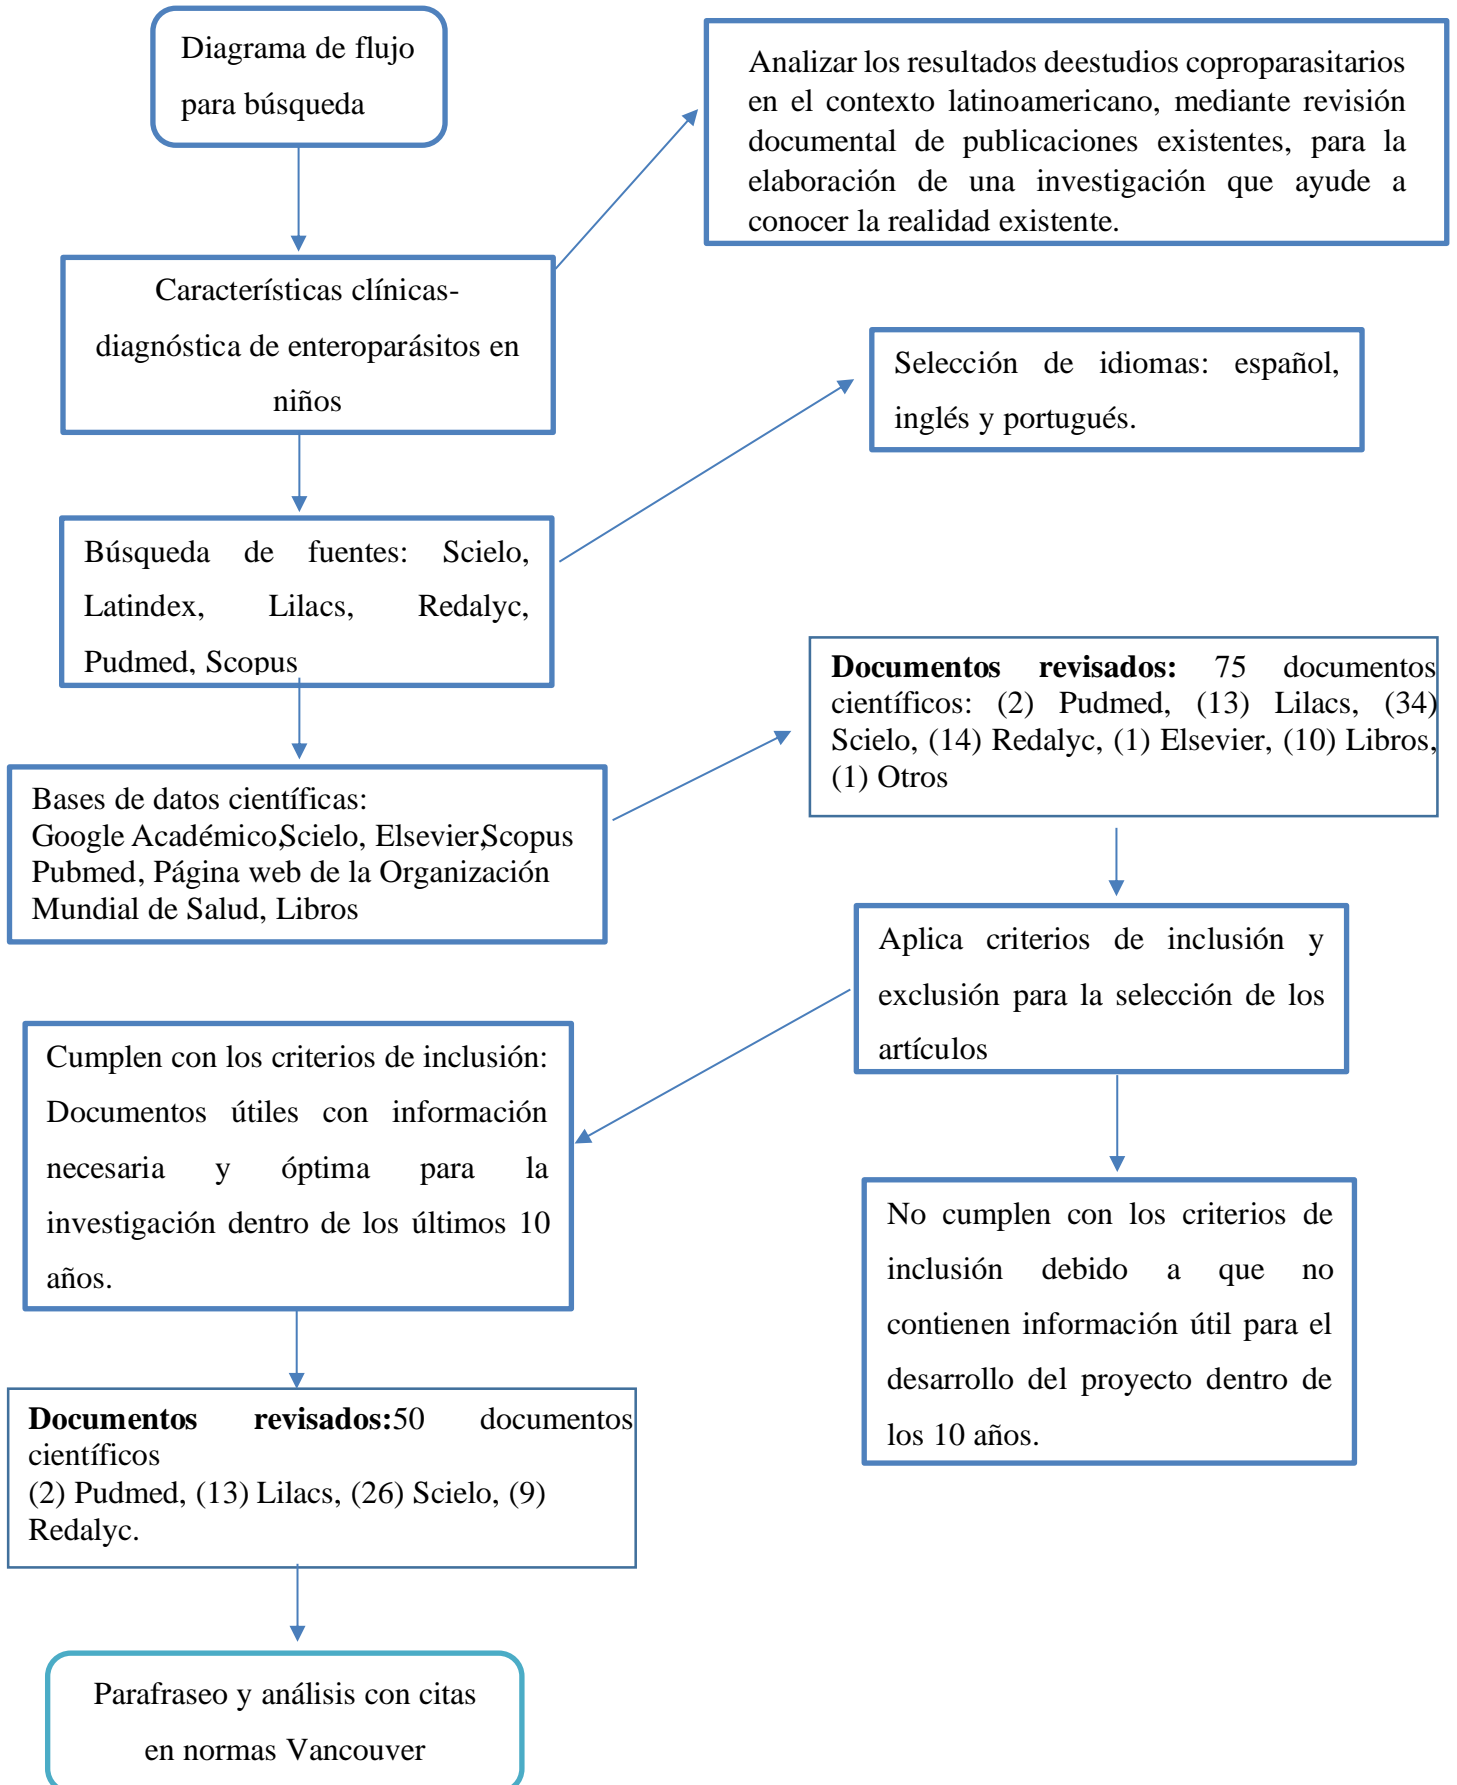 Diagrama de flujo
para búsqueda
Analizar los resultados deestudios coproparasitarios
en el contexto latinoamericano, mediante revisión
documental de publicaciones existentes, para la
elaboración de una investigación que ayude a
conocer la realidad existente.
Características clínicas-
diagnóstica de enteroparásitos en
niños
Selección de idiomas: español,
inglés y portugués.
Búsqueda de fuentes: Scielo,
Latindex, Lilacs, Redalyc,
Pudmed, Scopus
Bases de datos científicas:
Google Académico,Scielo, Elsevier,Scopus
Pubmed, Página web de la Organización
Mundial de Salud, Libros
Documentos revisados: 75 documentos
científicos: (2) Pudmed, (13) Lilacs, (34)
Scielo, (14) Redalyc, (1) Elsevier, (10) Libros,
(1) Otros
Aplica criterios de inclusión y
exclusión para la selección de los
artículos
Cumplen con los criterios de inclusión:
Documentos útiles con información
necesaria y óptima para la
investigación dentro de los últimos 10
años.
No cumplen con los criterios de
inclusión debido a que no
contienen información útil para el
desarrollo del proyecto dentro de
los 10 años.
Documentos revisados:50 documentos
científicos
(2) Pudmed, (13) Lilacs, (26) Scielo, (9)
Redalyc.
Parafraseo y análisis con citas
en normas Vancouver